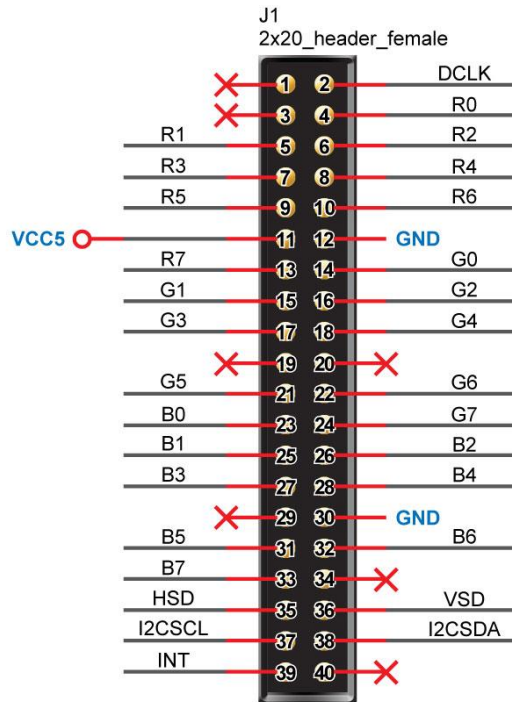 J1
2x20_header_female
1 2 DCLK
3 4 R0
R1 5 6 R2
R3 7 8 R4
R5 9 10 R6
VCC5 11 12 GND
R7 13 14 G0
G1 15 16 G2
G3 17 18 G4
19 20
G5 21 22 G6
B0 23 24 G7
B1 25 26 B2
B3 27 28 B4
29 30 GND
B5 31 32 B6
B7 33 34
HSD 35 36 VSD
I2CSCL 37 38 I2CSDA
INT 39 40